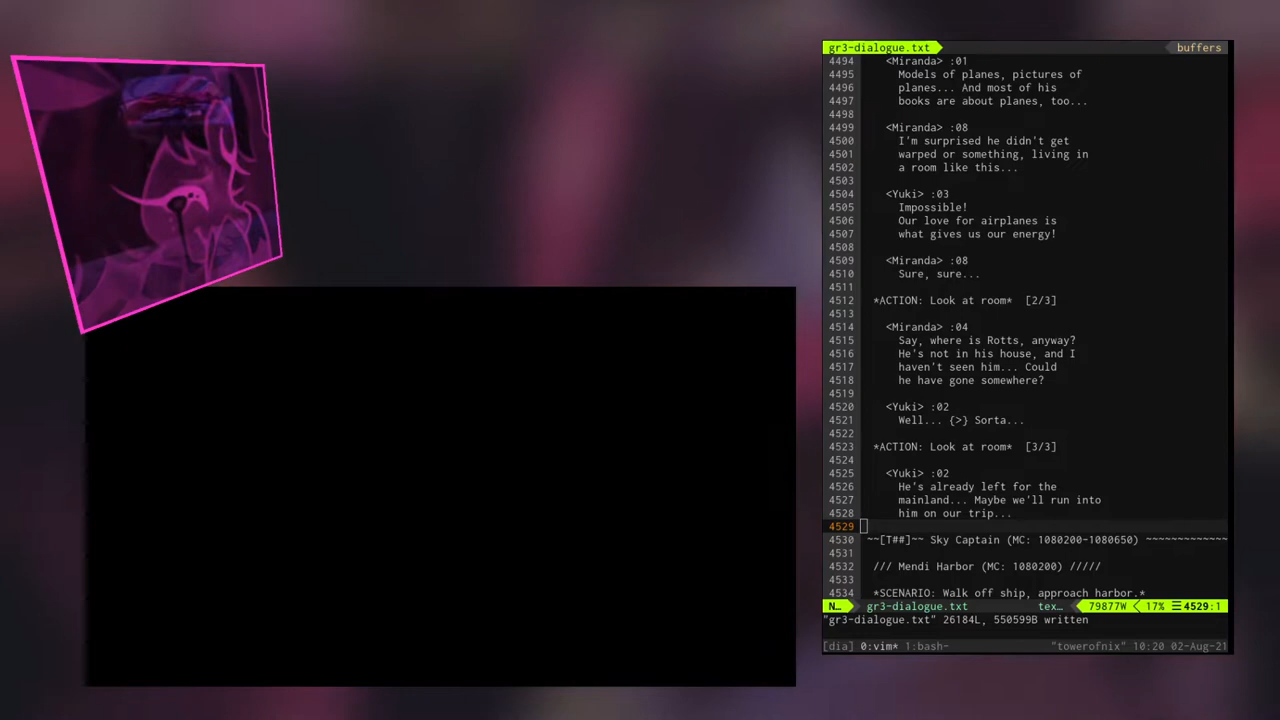 gr3-dialogue.txt buffers
4494 <Miranda> :01
4495 Models of planes, pictures of
4496 planes... And most of his
4497 books are about planes, too...
4498
4499 <Miranda> :08
4500 I'm surprised he didn't get
4501 warped or something, living in
4502 a room like this...
4503
4504 <Yuki> :03
4505 Impossible!
4506 Our love for airplanes is
4507 what gives us our energy!
4508
4509 <Miranda> :08
4510 Sure, sure...
4511
4512 *ACTION: Look at room* [2/3]
4513
4514 <Miranda> :04
4515 Say, where is Rotts, anyway?
4516 He's not in his house, and I
4517 haven't seen him... Could
4518 he have gone somewhere?
4519
4520 <Yuki> :02
4521 Well... {>} Sorta...
4522
4523 *ACTION: Look at room* [3/3]
4524
4525 <Yuki> :02
4526 He's already left for the
4527 mainland... Maybe we'll run into
4528 him on our trip...
4529
4530 ~~[T##]~~ Sky Captain (MC: 1080200-1080650) ~~~~~~~~~~~~~
4531
4532 /// Mendi Harbor (MC: 1080200) /////
4533
4534 *SCENARIO: Walk off ship, approach harbor.*
N… gr3-dialogue.txt tex… 79877W 17% ☰4529:1
"gr3-dialogue.txt" 26184L, 550599B written
[dia] 0:vim* 1:bash- "towerofnix" 10:20 02-Aug-21